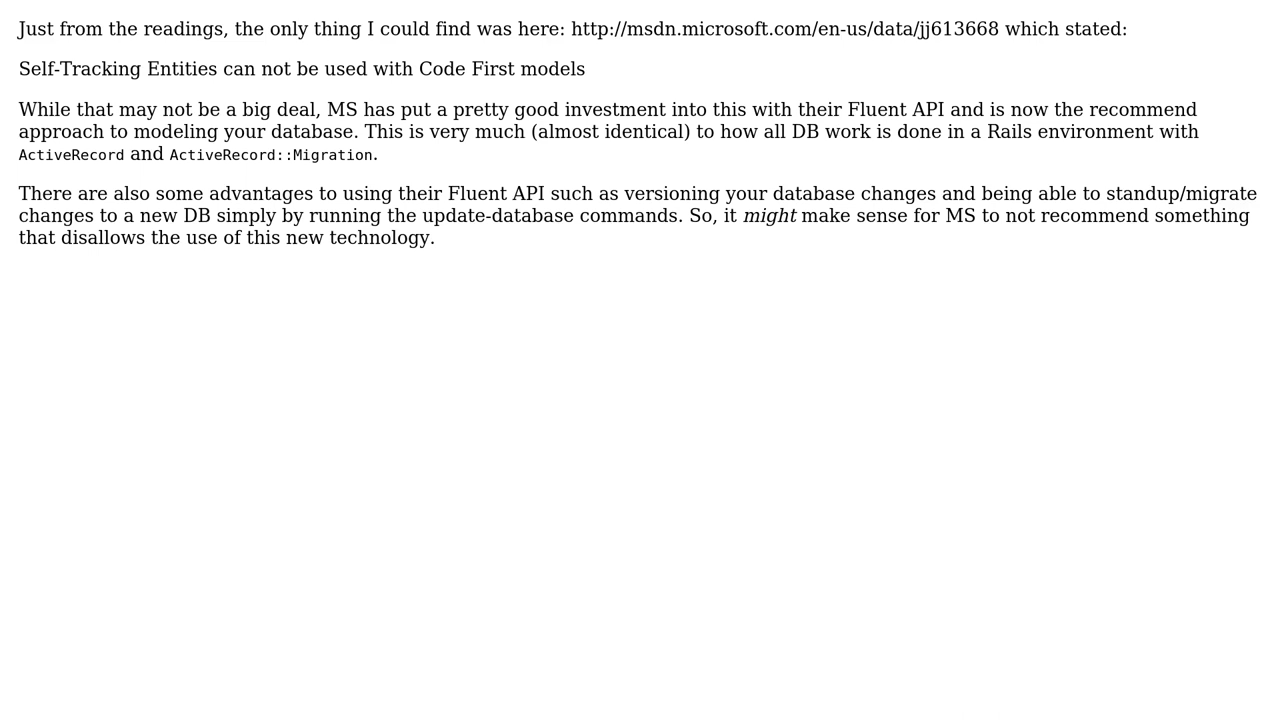 Just from the readings, the only thing I could find was here: http://msdn.microsoft.com/en-us/data/jj613668 which stated:
Self-Tracking Entities can not be used with Code First models
While that may not be a big deal, MS has put a pretty good investment into this with their Fluent API and is now the recommend
approach to modeling your database. This is very much (almost identical) to how all DB work is done in a Rails environment with
ActiveRecord and ActiveRecord::Migration.
There are also some advantages to using their Fluent API such as versioning your database changes and being able to standup/migrate
changes to a new DB simply by running the update-database commands. So, it might make sense for MS to not recommend something
that disallows the use of this new technology.